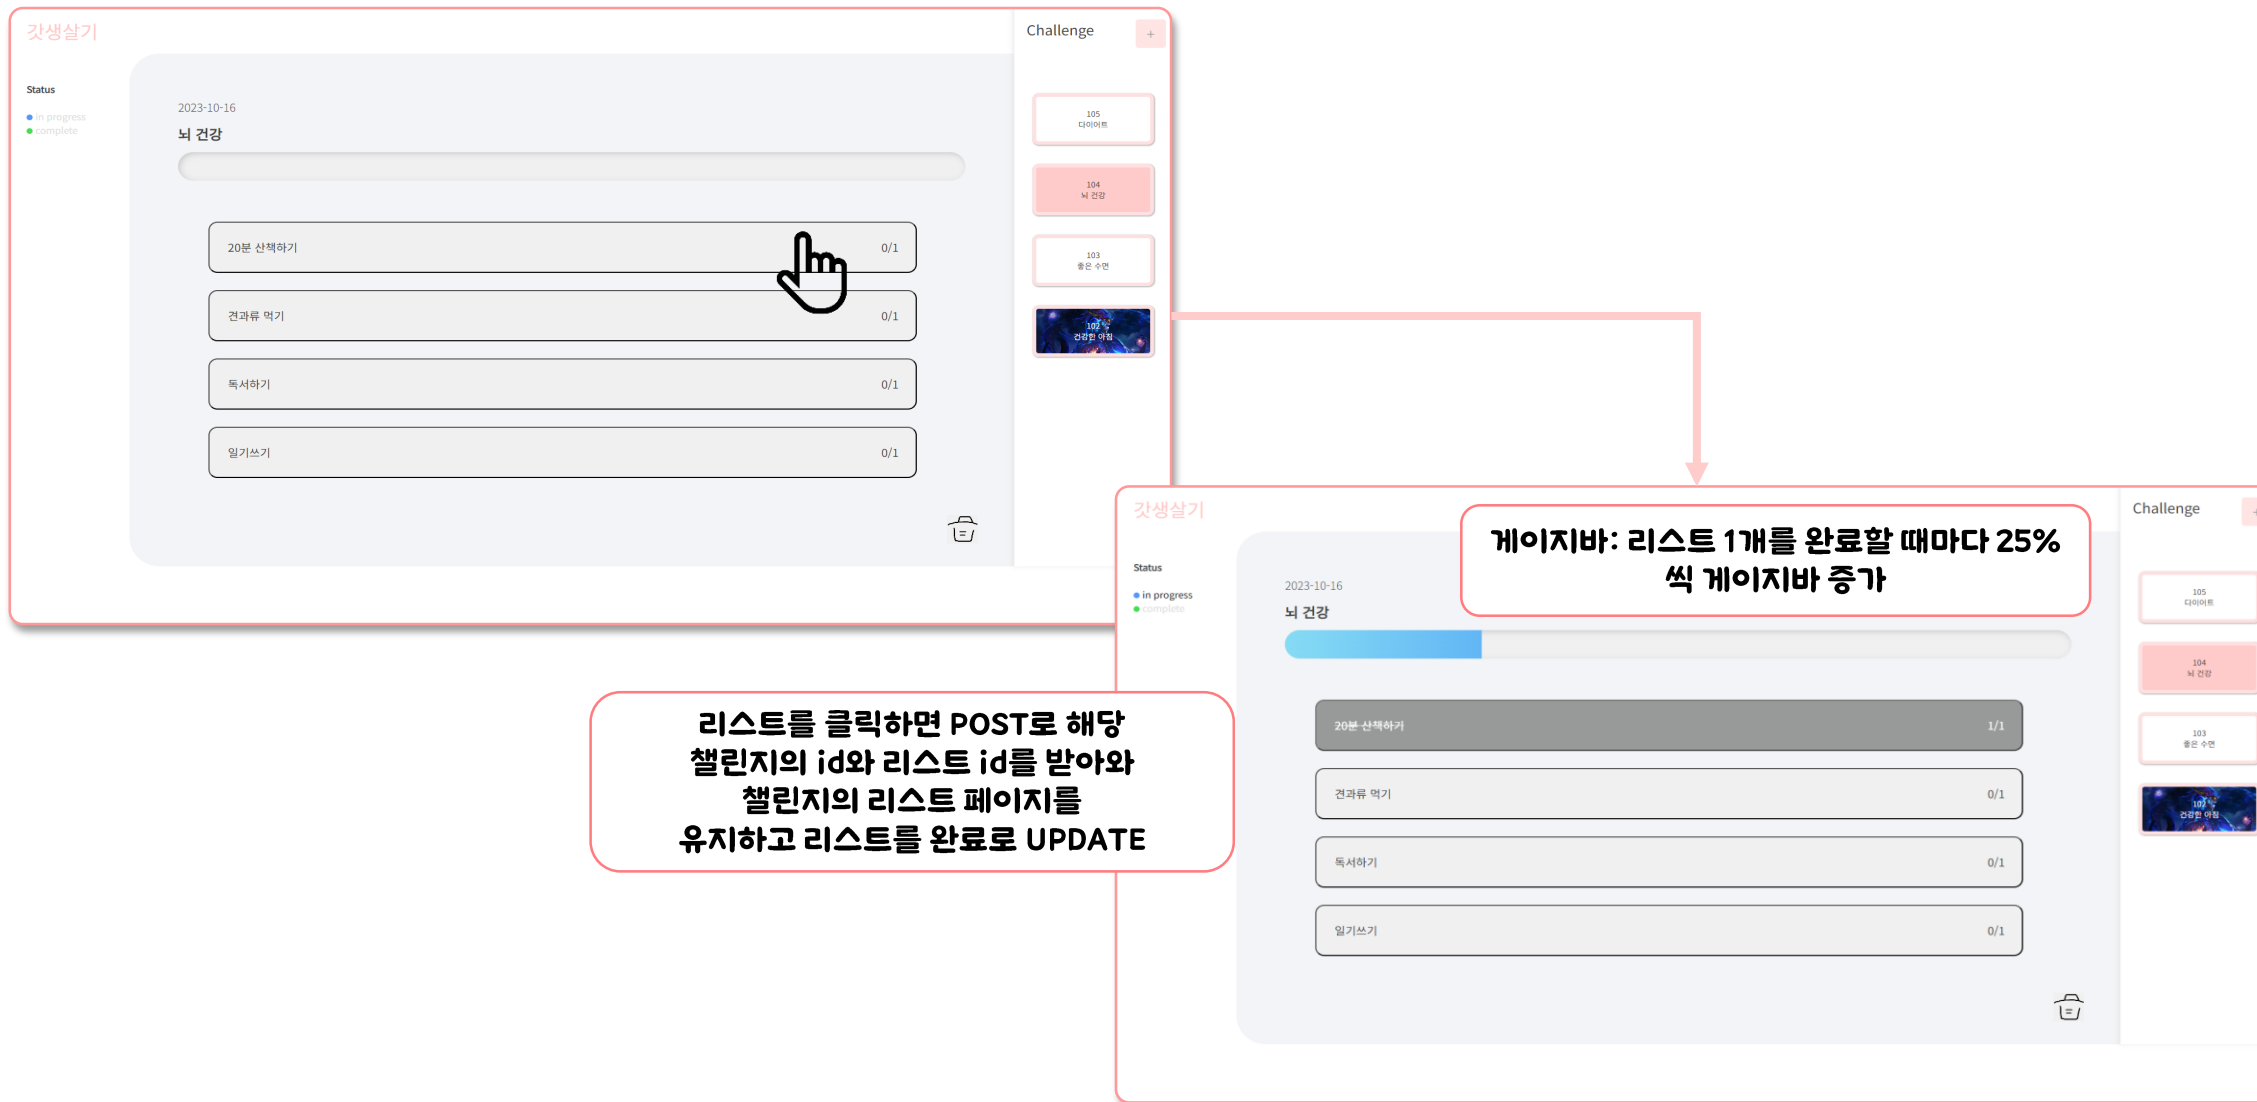 갓생살기
Status
in progress
complete
2023-10-16
뇌 건강
20분 산책하기 0/1
견과류 먹기 0/1
독서하기 0/1
일기쓰기 0/1
Challenge +
105
다이어트
104
뇌 건강
103
좋은 수면
102
건강한 아침
리스트를 클릭하면 POST로 해당
챌린지의 id와 리스트 id를 받아와
챌린지의 리스트 페이지를
유지하고 리스트를 완료로 UPDATE
갓생살기
Status
in progress
complete
게이지바: 리스트 1개를 완료할 때마다 25%
씩 게이지바 증가
2023-10-16
뇌 건강
20분 산책하기 1/1
견과류 먹기 0/1
독서하기 0/1
일기쓰기 0/1
Challenge +
105
다이어트
104
뇌 건강
103
좋은 수면
102
건강한 아침